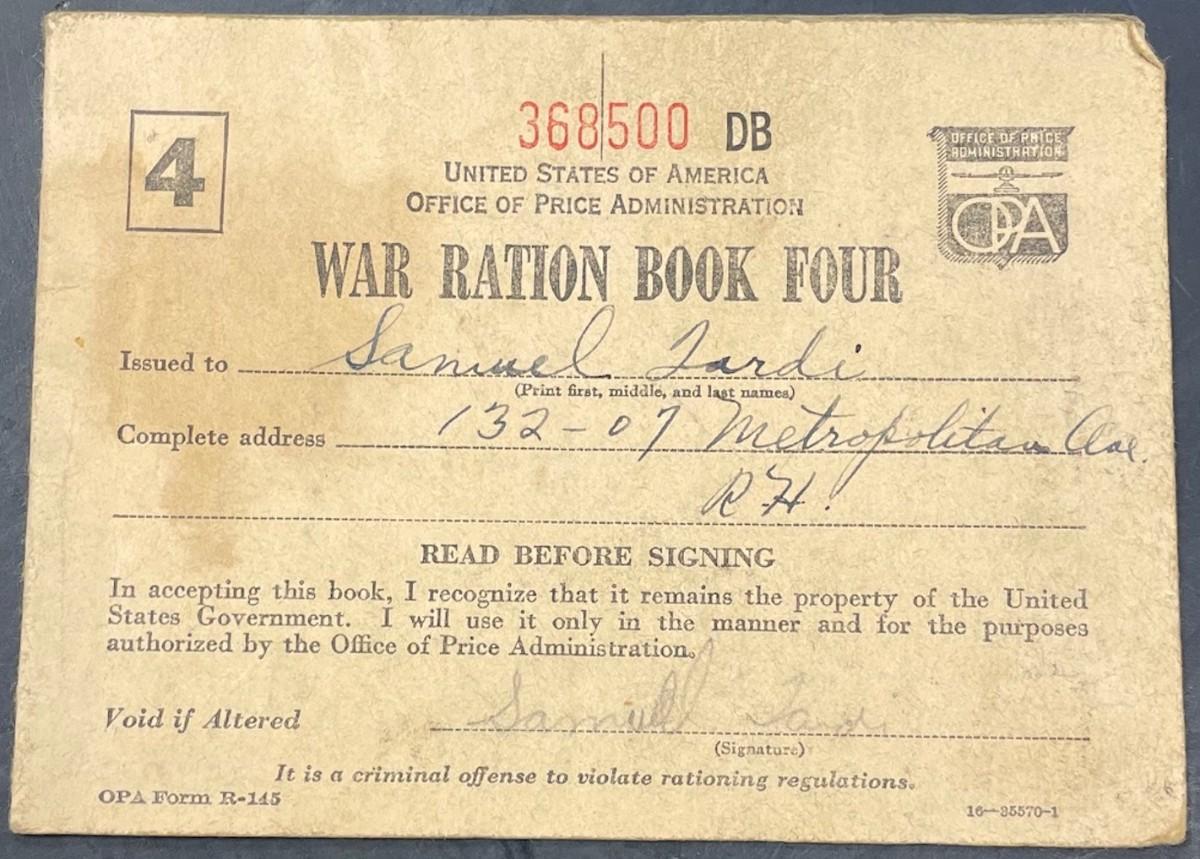 368500 DB
4
UNITED STATES OF AMERICA
OFFICE OF PRICE ADMINISTRATION
OFFICE OF PRICE
ADMINISTRATION
OPA
WAR RATION BOOK FOUR
Issued to Samuel Tardi
(Print first, middle, and last names)
Complete address 132-07 Metropolitan Ave.
R.H.
READ BEFORE SIGNING
In accepting this book, I recognize that it remains the property of the United
States Government. I will use it only in the manner and for the purposes
authorized by the Office of Price Administration.
Void if Altered Samuel Tardi
(Signature)
It is a criminal offense to violate rationing regulations.
OPA Form R-145
16—35570-1